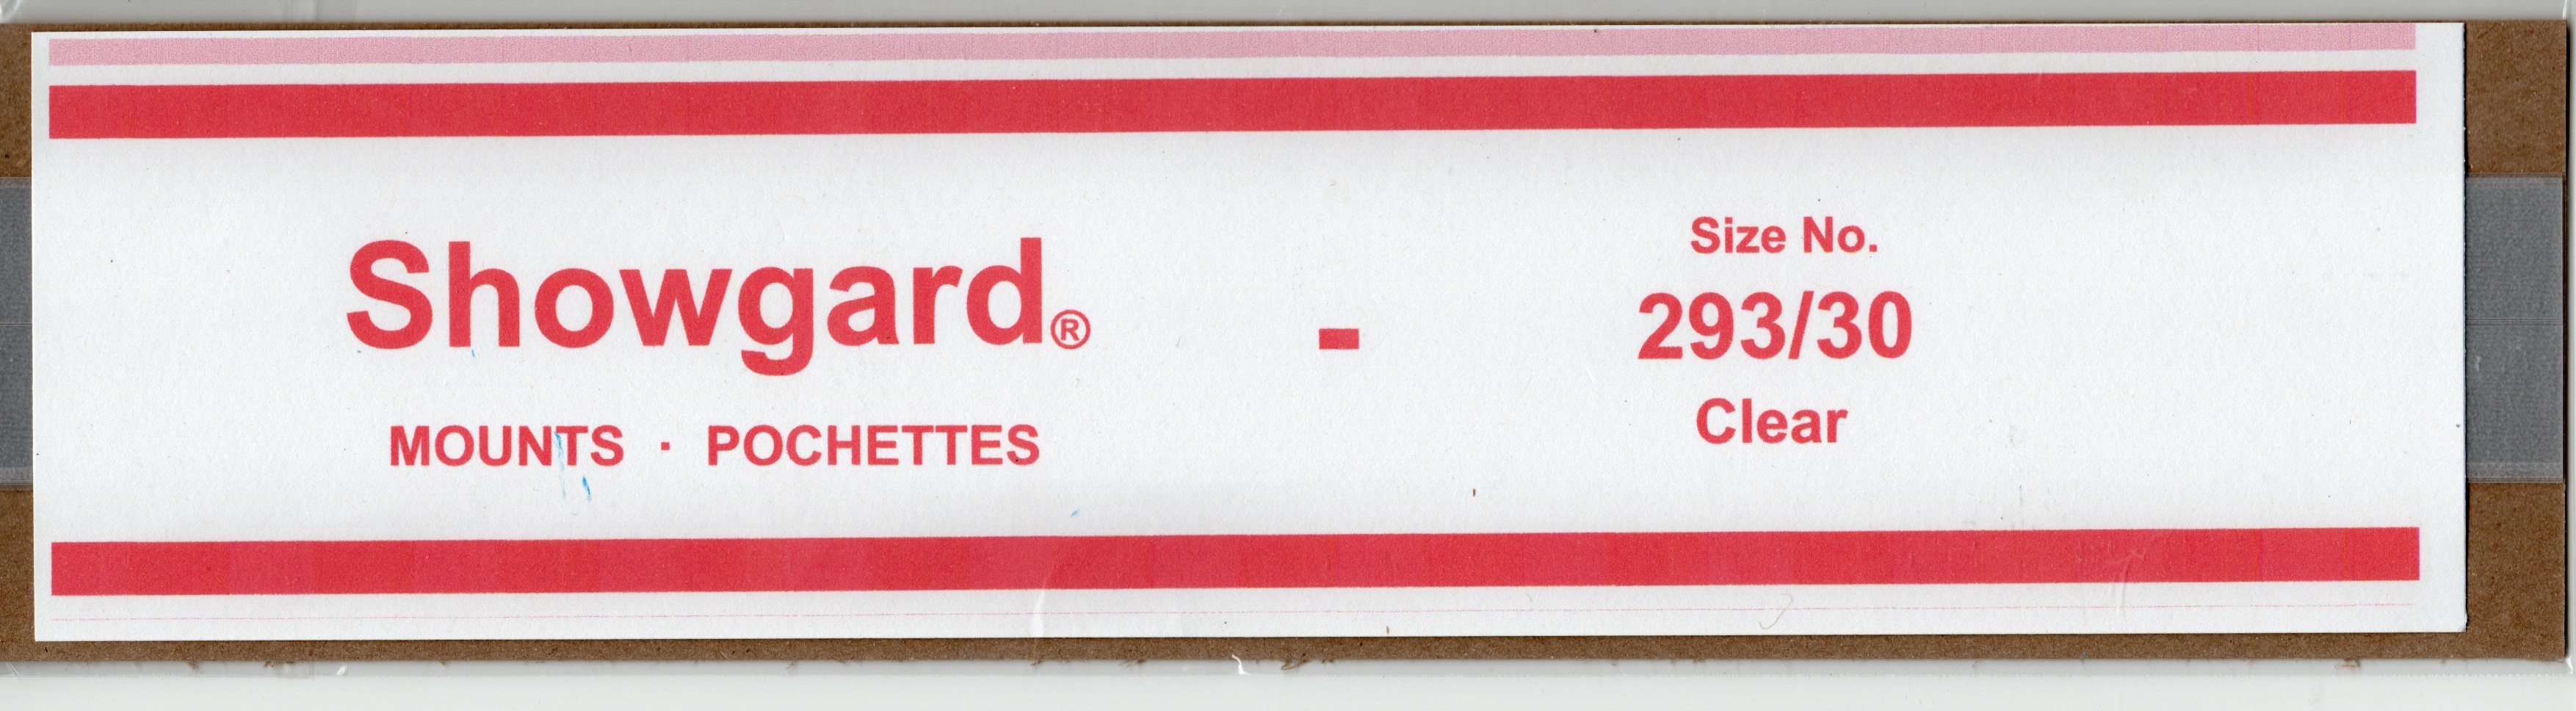 Showgard®
MOUNTS · POCHETTES
-
Size No.
293/30
Clear